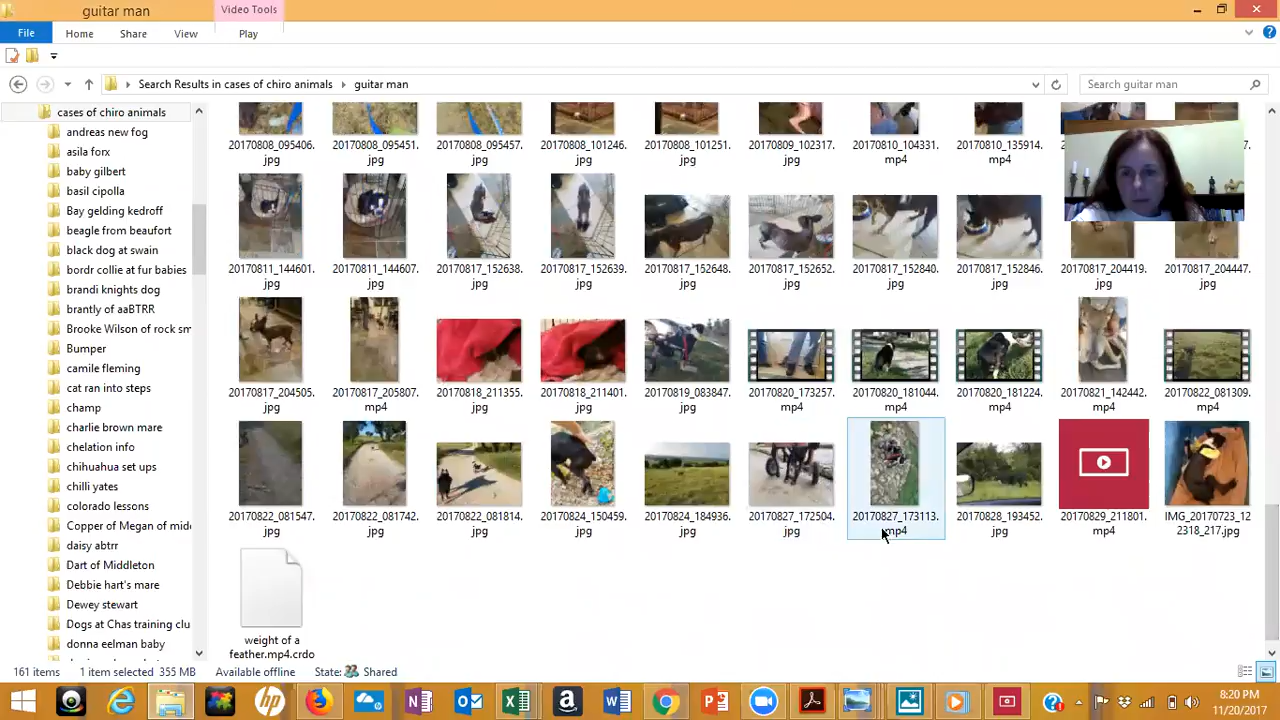 guitar man
Video Tools
File
Home
Share
View
Play
Search Results in cases of chiro animals
guitar man
Search guitar man
cases of chiro animals
andreas new fog
asila forx
baby gilbert
basil cipolla
Bay gelding kedroff
beagle from beaufort
black dog at swain
bordr collie at fur babies
brandi knights dog
brantly of aaBTRR
Brooke Wilson of rock sm
Bumper
camile fleming
cat ran into steps
champ
charlie brown mare
chelation info
chihuahua set ups
chilli yates
colorado lessons
Copper of Megan of mide
daisy abtrr
Dart of Middleton
Debbie hart's mare
Dewey stewart
Dogs at Chas training clu
donna eelman baby
20170808_095406.
jpg
20170808_095451.
jpg
20170808_095457.
jpg
20170808_101246.
jpg
20170808_101251.
jpg
20170809_102317.
jpg
20170810_104331.
mp4
20170810_135914.
mp4
20170811_144601.
jpg
20170811_144607.
jpg
20170817_152638.
jpg
20170817_152639.
jpg
20170817_152648.
jpg
20170817_152652.
jpg
20170817_152840.
jpg
20170817_152846.
jpg
20170817_204419.
jpg
20170817_204447.
jpg
20170817_204505.
jpg
20170817_205807.
mp4
20170818_211355.
jpg
20170818_211401.
jpg
20170819_083847.
jpg
20170820_173257.
mp4
20170820_181044.
mp4
20170820_181224.
mp4
20170821_142442.
mp4
20170822_081309.
mp4
20170822_081547.
jpg
20170822_081742.
jpg
20170822_081814.
jpg
20170824_150459.
jpg
20170824_184936.
jpg
20170827_172504.
jpg
20170827_173113.
mp4
20170828_193452.
jpg
20170829_211801.
mp4
IMG_20170723_12
2318_217.jpg
weight of a
feather.mp4.crdo
161 items
1 item selected 355 MB
Available offline
State:
Shared
8:20 PM
11/20/2017